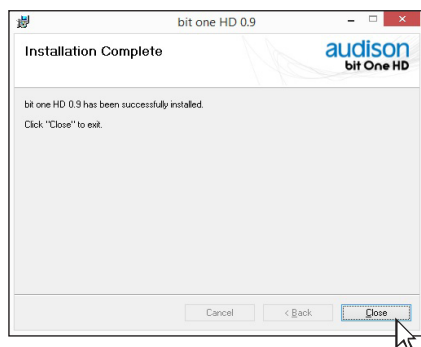 bit one HD 0.9
Installation Complete
audison
bit One HD
bit one HD 0.9 has been successfully installed.
Click "Close" to exit.
Cancel
< Back
Close